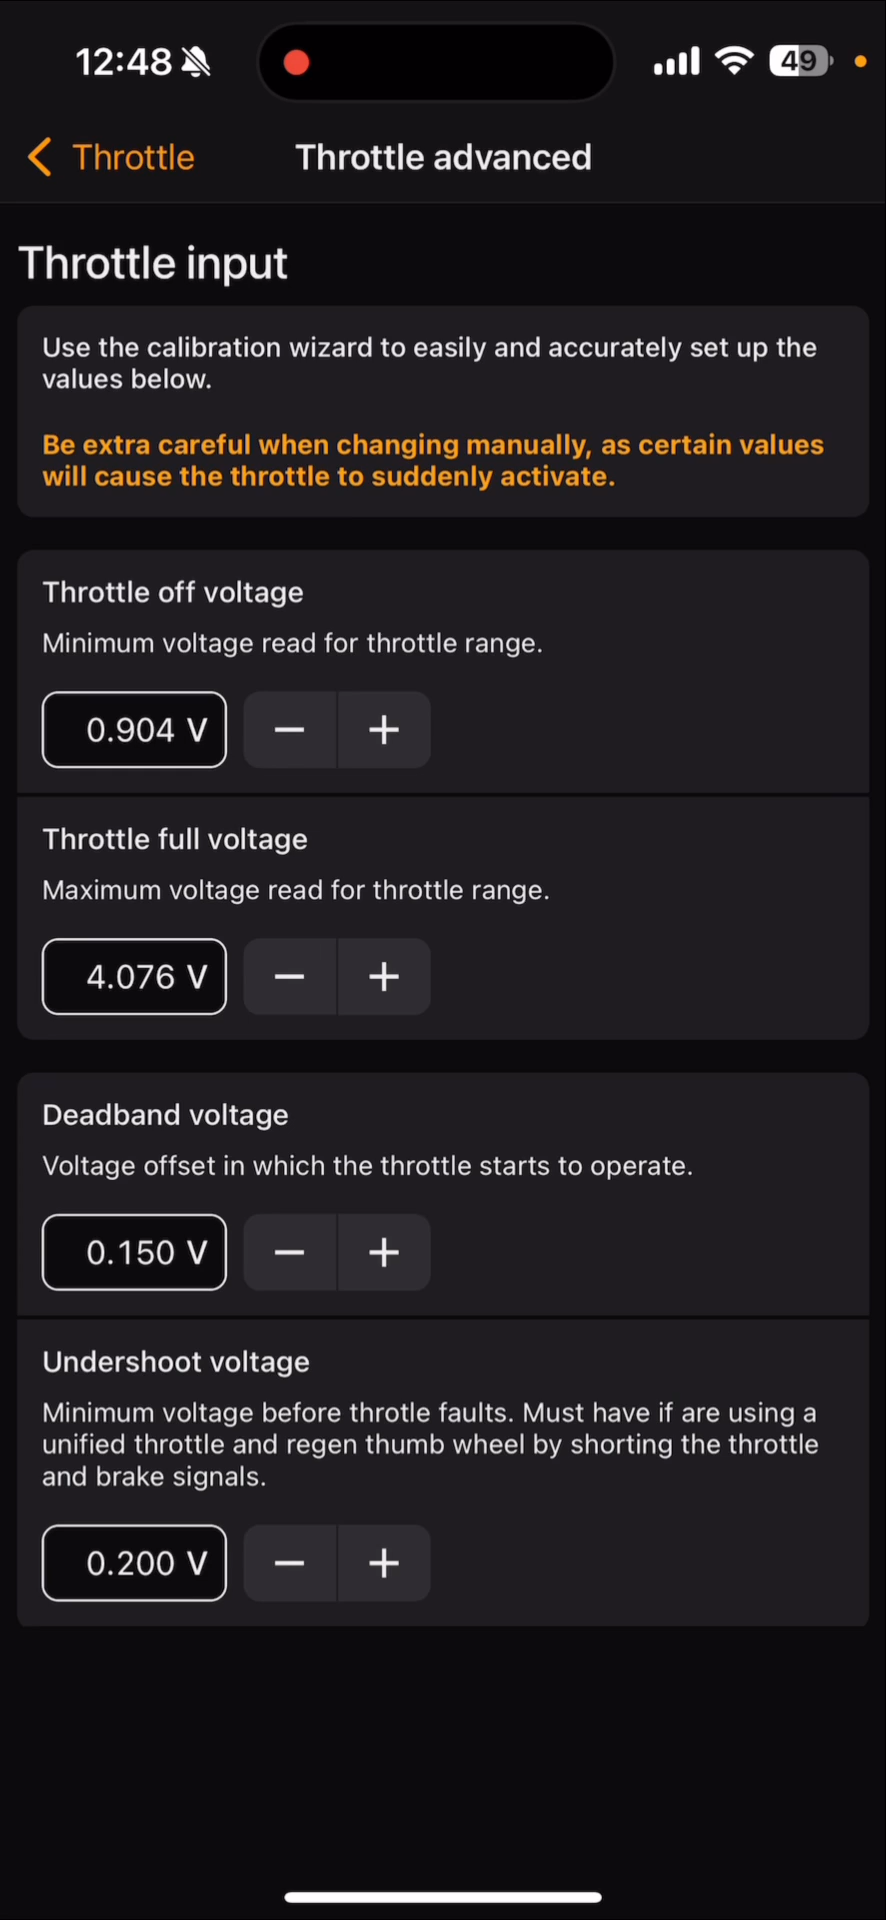 12:48
49
Throttle
Throttle advanced
Throttle input
Use the calibration wizard to easily and accurately set up the
values below.
Be extra careful when changing manually, as certain values
will cause the throttle to suddenly activate.
Throttle off voltage
Minimum voltage read for throttle range.
0.904 V
− +
Throttle full voltage
Maximum voltage read for throttle range.
4.076 V
− +
Deadband voltage
Voltage offset in which the throttle starts to operate.
0.150 V
− +
Undershoot voltage
Minimum voltage before throtle faults. Must have if are using a
unified throttle and regen thumb wheel by shorting the throttle
and brake signals.
0.200 V
− +